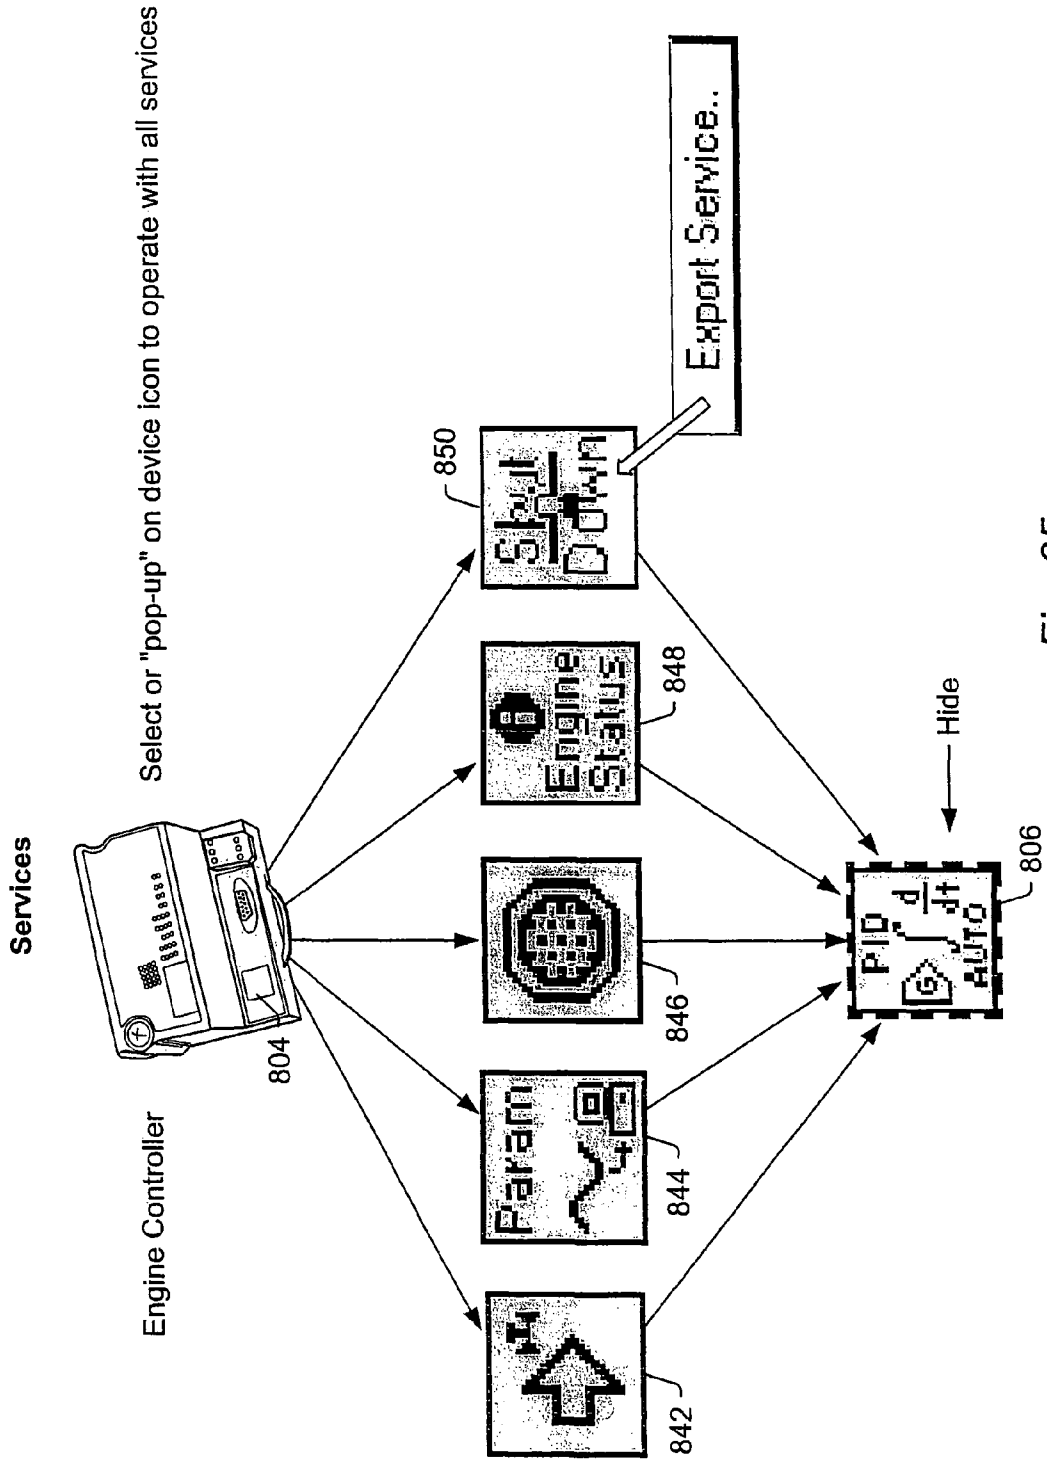 Services
Select or "pop-up" on device icon to operate with all services
Engine Controller
804
H
Param
Engine
Status
Shut
Down
850
842
844
846
848
Export Service..
PID
G
d
dt
AUTO
Hide
806